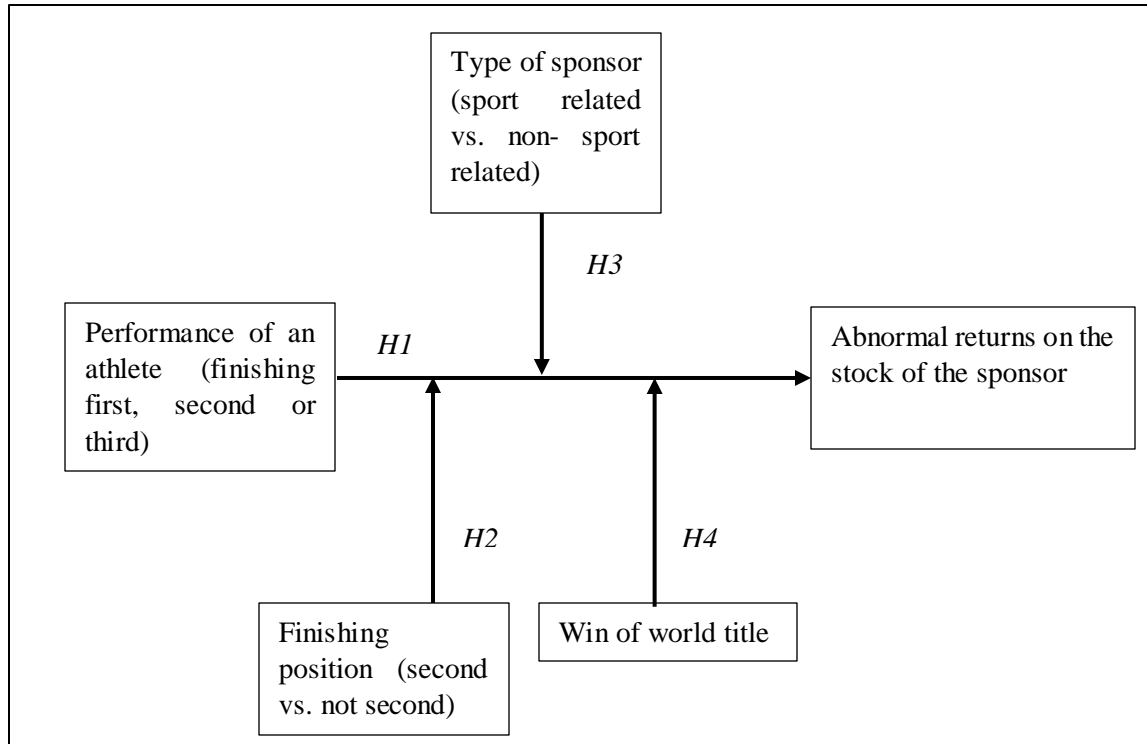 Type of sponsor
(sport related
vs. non- sport
related)
H3
Performance of an
athlete (finishing
first, second or
third)
H1
Abnormal returns on the
stock of the sponsor
H2
H4
Finishing
position (second
vs. not second)
Win of world title